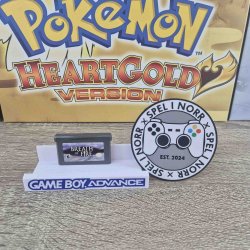 POKéMON
HEARTGOLD
VERSION
BREATH
OF FIRE
GAME BOY ADVANCE
SPEL I NORR x SPEL I NORR x
EST. 2024